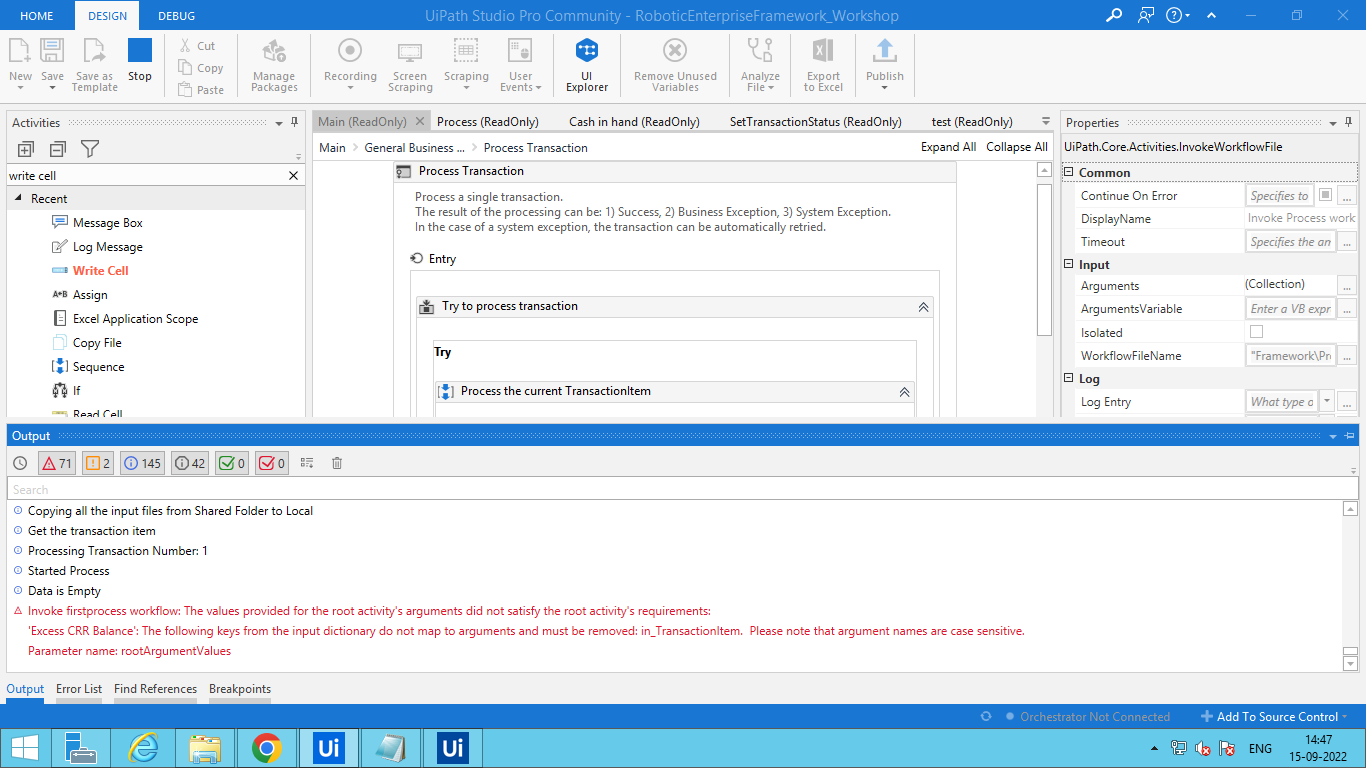 HOME DESIGN DEBUG UiPath Studio Pro Community - RoboticEnterpriseFramework_Workshop
New Save Save as Template Stop
Cut
Copy
Paste
Manage Packages
Recording
Screen Scraping
Scraping
User Events
UI Explorer
Remove Unused Variables
Analyze File
Export to Excel
Publish
Activities
write cell
Recent
Message Box
Log Message
Write Cell
A+B Assign
Excel Application Scope
Copy File
Sequence
If
Read Cell
Main (ReadOnly) Process (ReadOnly) Cash in hand (ReadOnly) SetTransactionStatus (ReadOnly) test (ReadOnly)
Main > General Business ... > Process Transaction Expand All Collapse All
Process Transaction
Process a single transaction.
The result of the processing can be: 1) Success, 2) Business Exception, 3) System Exception.
In the case of a system exception, the transaction can be automatically retried.
Entry
Try to process transaction
Try
Process the current TransactionItem
Properties
UiPath.Core.Activities.InvokeWorkflowFile
Common
Continue On Error Specifies to ...
DisplayName Invoke Process work
Timeout Specifies the an ...
Input
Arguments (Collection) ...
ArgumentsVariable Enter a VB expr ...
Isolated
WorkflowFileName "Framework\Pr ...
Log
Log Entry What type o ...
Output
71 2 145 42 0 0
Search
Copying all the input files from Shared Folder to Local
Get the transaction item
Processing Transaction Number: 1
Started Process
Data is Empty
Invoke firstprocess workflow: The values provided for the root activity's arguments did not satisfy the root activity's requirements:
'Excess CRR Balance': The following keys from the input dictionary do not map to arguments and must be removed: in_TransactionItem. Please note that argument names are case sensitive.
Parameter name: rootArgumentValues
Output Error List Find References Breakpoints
Orchestrator Not Connected Add To Source Control
Ui Ui ENG 14:47
15-09-2022